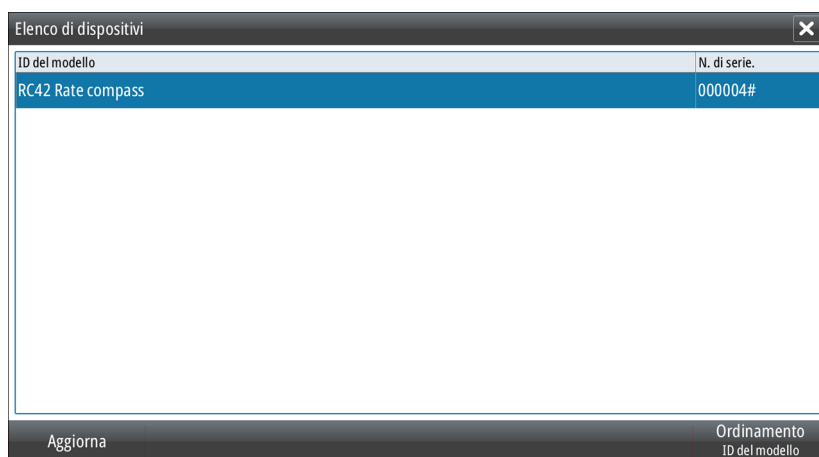 Elenco di dispositivi
ID del modello N. di serie.
RC42 Rate compass 000004#
Aggiorna
Ordinamento
ID del modello